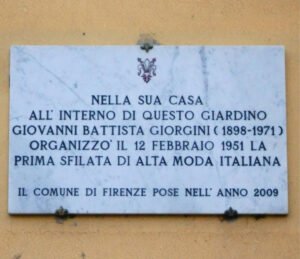 NELLA SUA CASA
ALL' INTERNO DI QUESTO GIARDINO
GIOVANNI BATTISTA GIORGINI (1898-1971)
ORGANIZZO' IL 12 FEBBRAIO 1951 LA
PRIMA SFILATA DI ALTA MODA ITALIANA
IL COMUNE DI FIRENZE POSE NELL' ANNO 2009